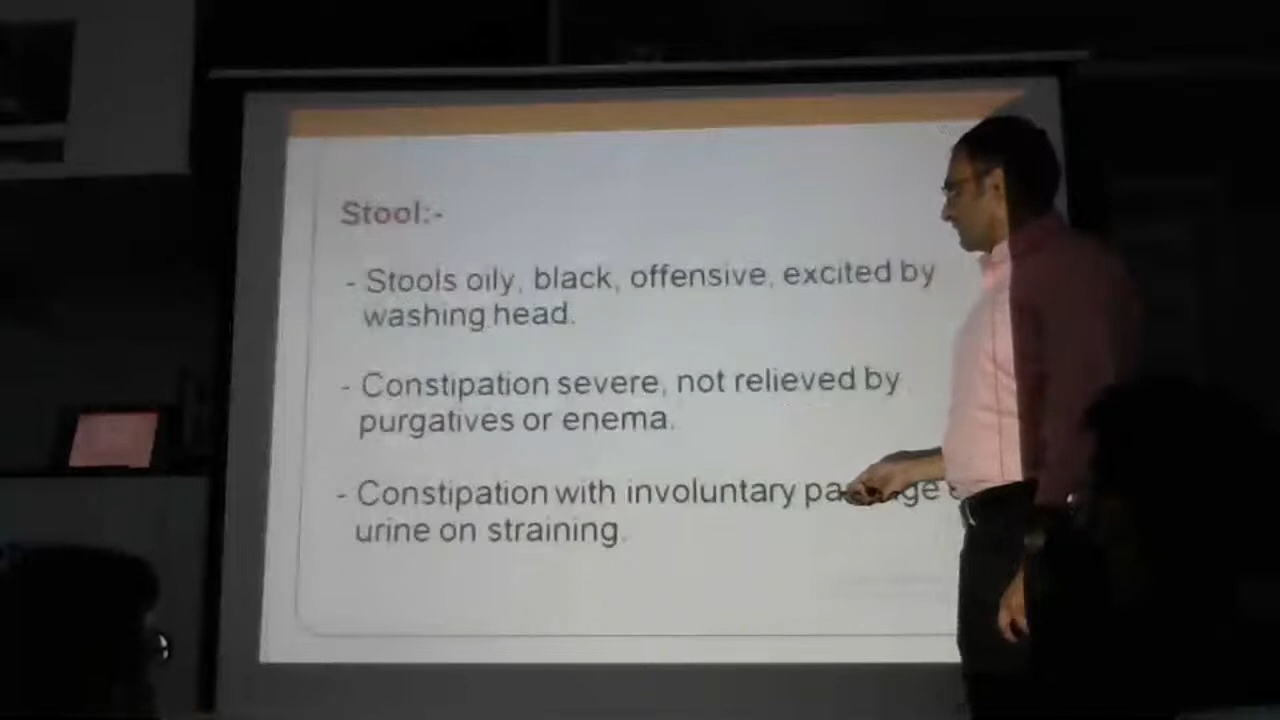 Stool:-
- Stools oily, black, offensive, excited by
washing head.
- Constipation severe, not relieved by
purgatives or enema.
- Constipation with involuntary
urine on straining.